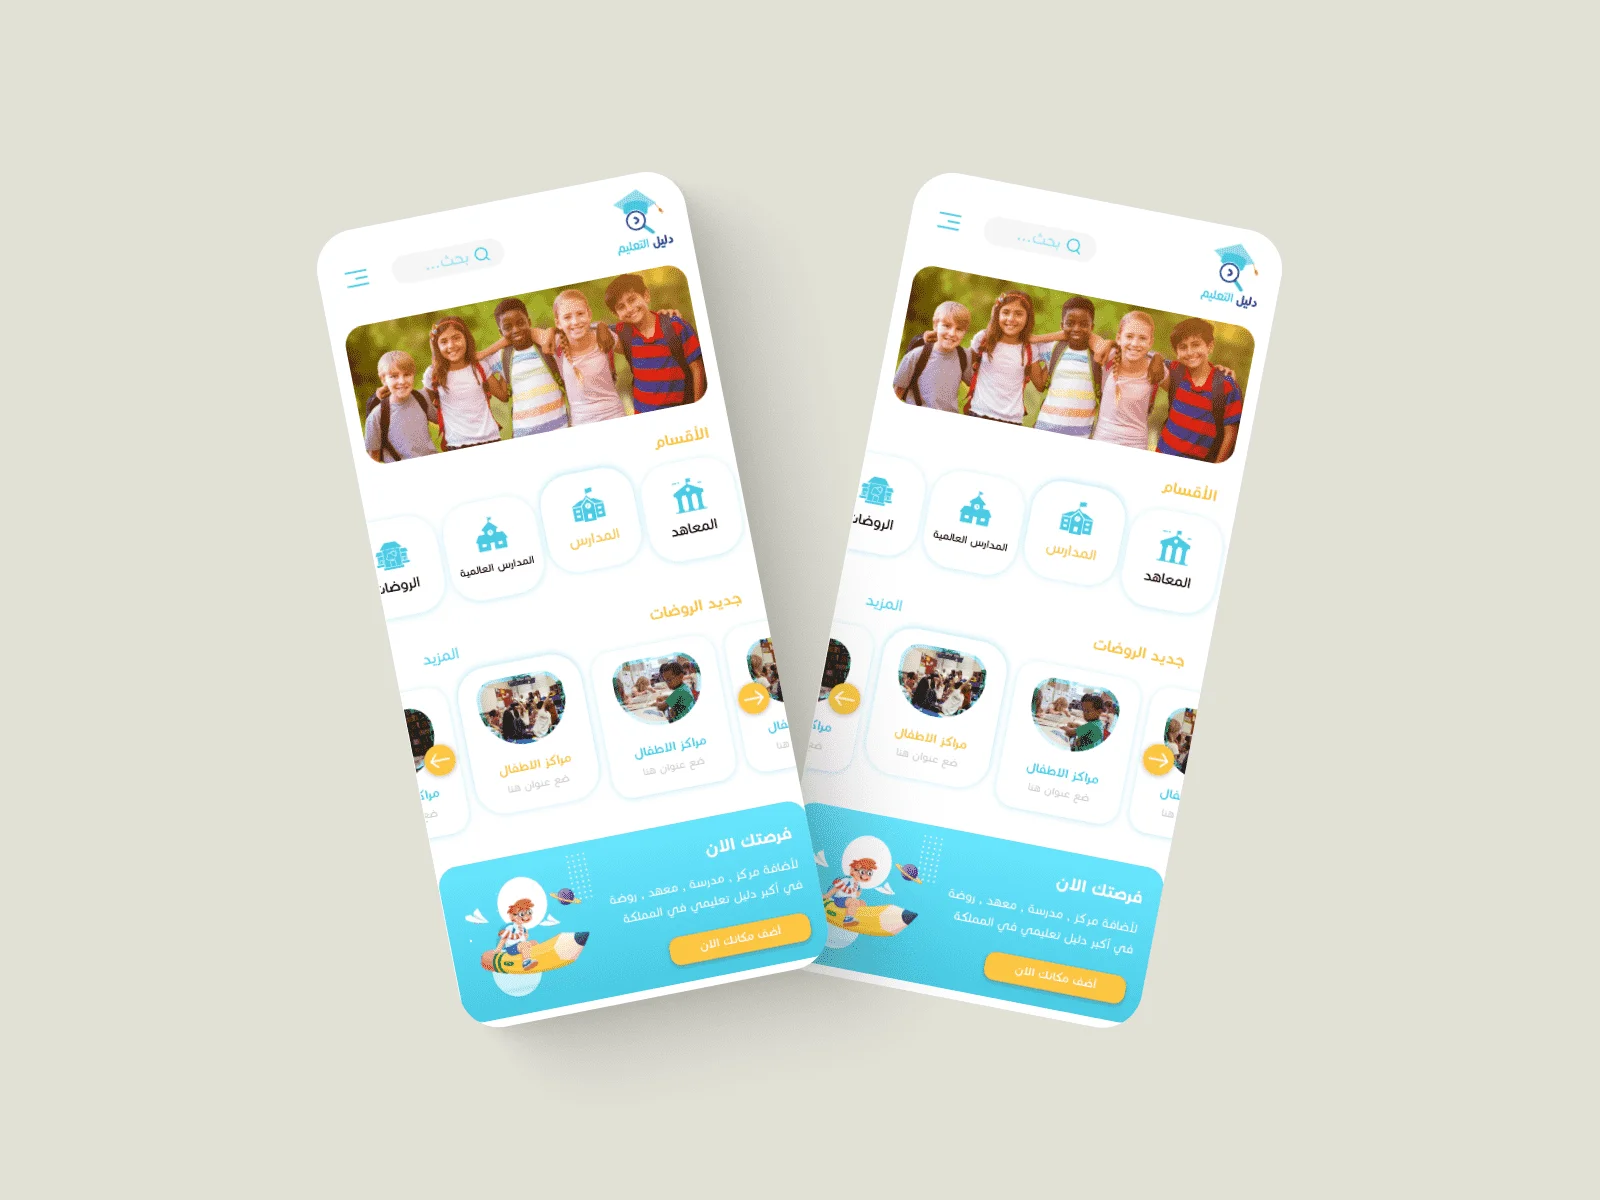 دليل التعليم
بحث...
الأقسام
المعاهد
المدارس
المدارس العالمية
الروضات
جديد الروضات
المزيد
مراكز الاطفال
ضع عنوان هنا
مراكز الاطفال
ضع عنوان هنا
فرصتك الان
لأضافة مركز , مدرسة , معهد , روضة
في أكبر دليل تعليمي في المملكة
أضف مكانك الان
دليل التعليم
بحث...
الأقسام
المعاهد
المدارس
المدارس العالمية
الروضات
جديد الروضات
المزيد
مراكز الاطفال
ضع عنوان هنا
مراكز الاطفال
ضع عنوان هنا
فرصتك الان
لأضافة مركز , مدرسة , معهد , روضة
في أكبر دليل تعليمي في المملكة
أضف مكانك الان